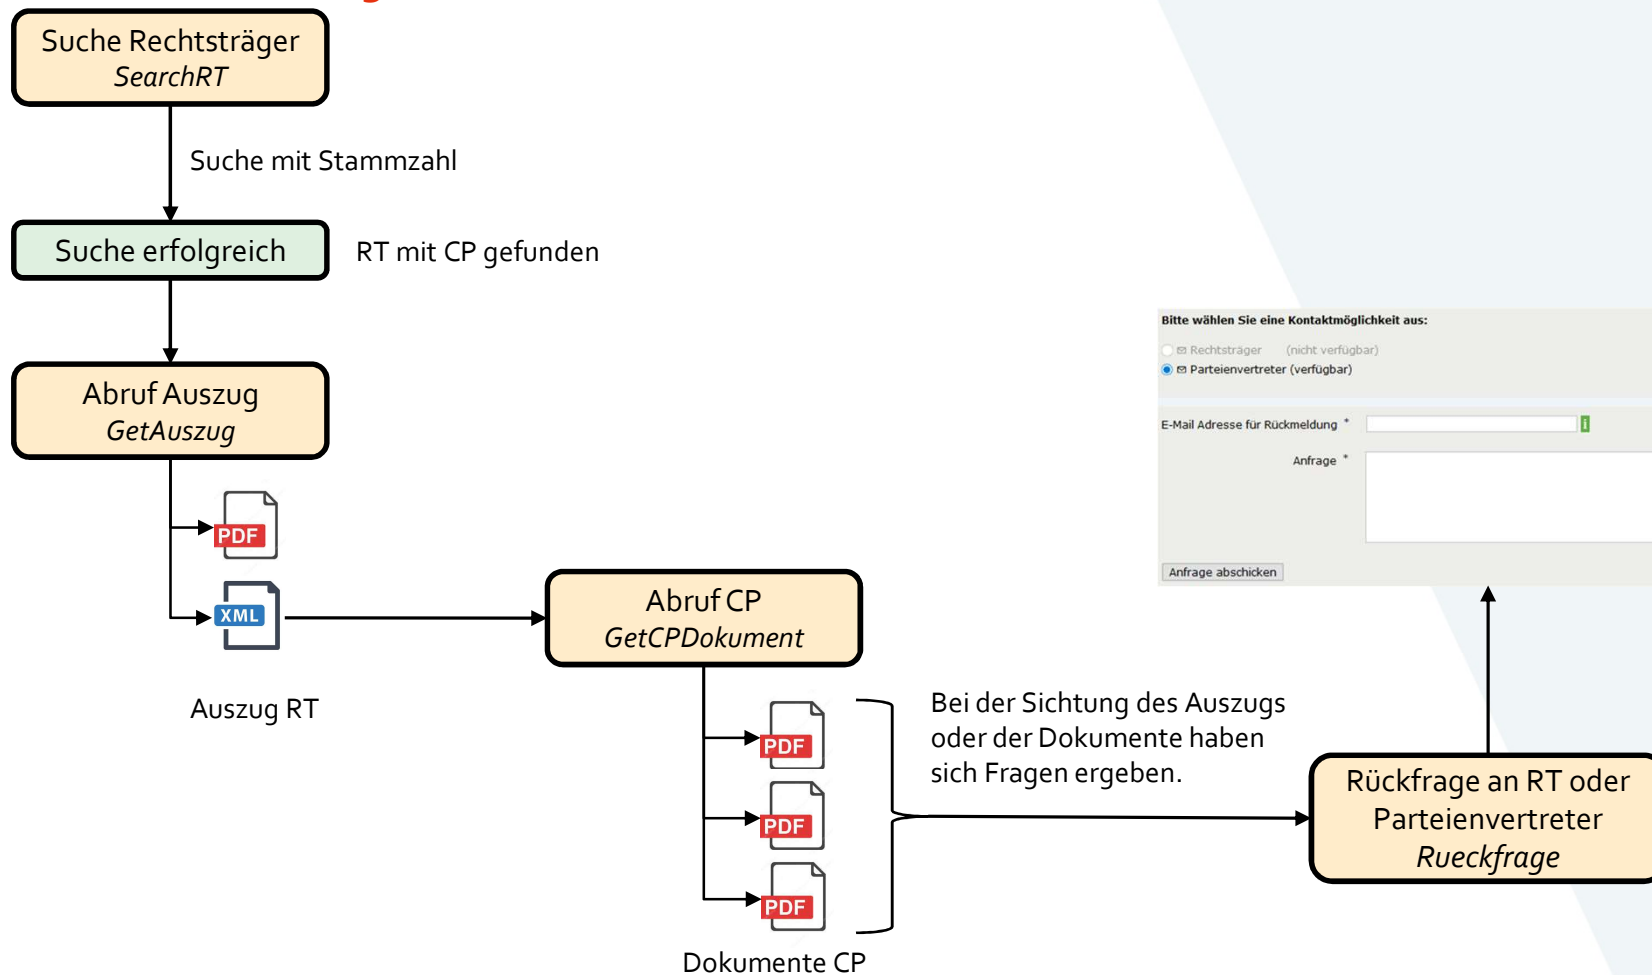 Suche Rechtsträger
SearchRT
Suche mit Stammzahl
Suche erfolgreich
RT mit CP gefunden
Abruf Auszug
GetAuszug
PDF
XML
Auszug RT
Abruf CP
GetCPDokument
PDF
PDF
PDF
Dokumente CP
Bei der Sichtung des Auszugs
oder der Dokumente haben
sich Fragen ergeben.
Bitte wählen Sie eine Kontaktmöglichkeit aus:
Rechtsträger (nicht verfügbar)
Parteienvertreter (verfügbar)
E-Mail Adresse für Rückmeldung *
i
Anfrage *
Anfrage abschicken
Rückfrage an RT oder
Parteienvertreter
Rueckfrage